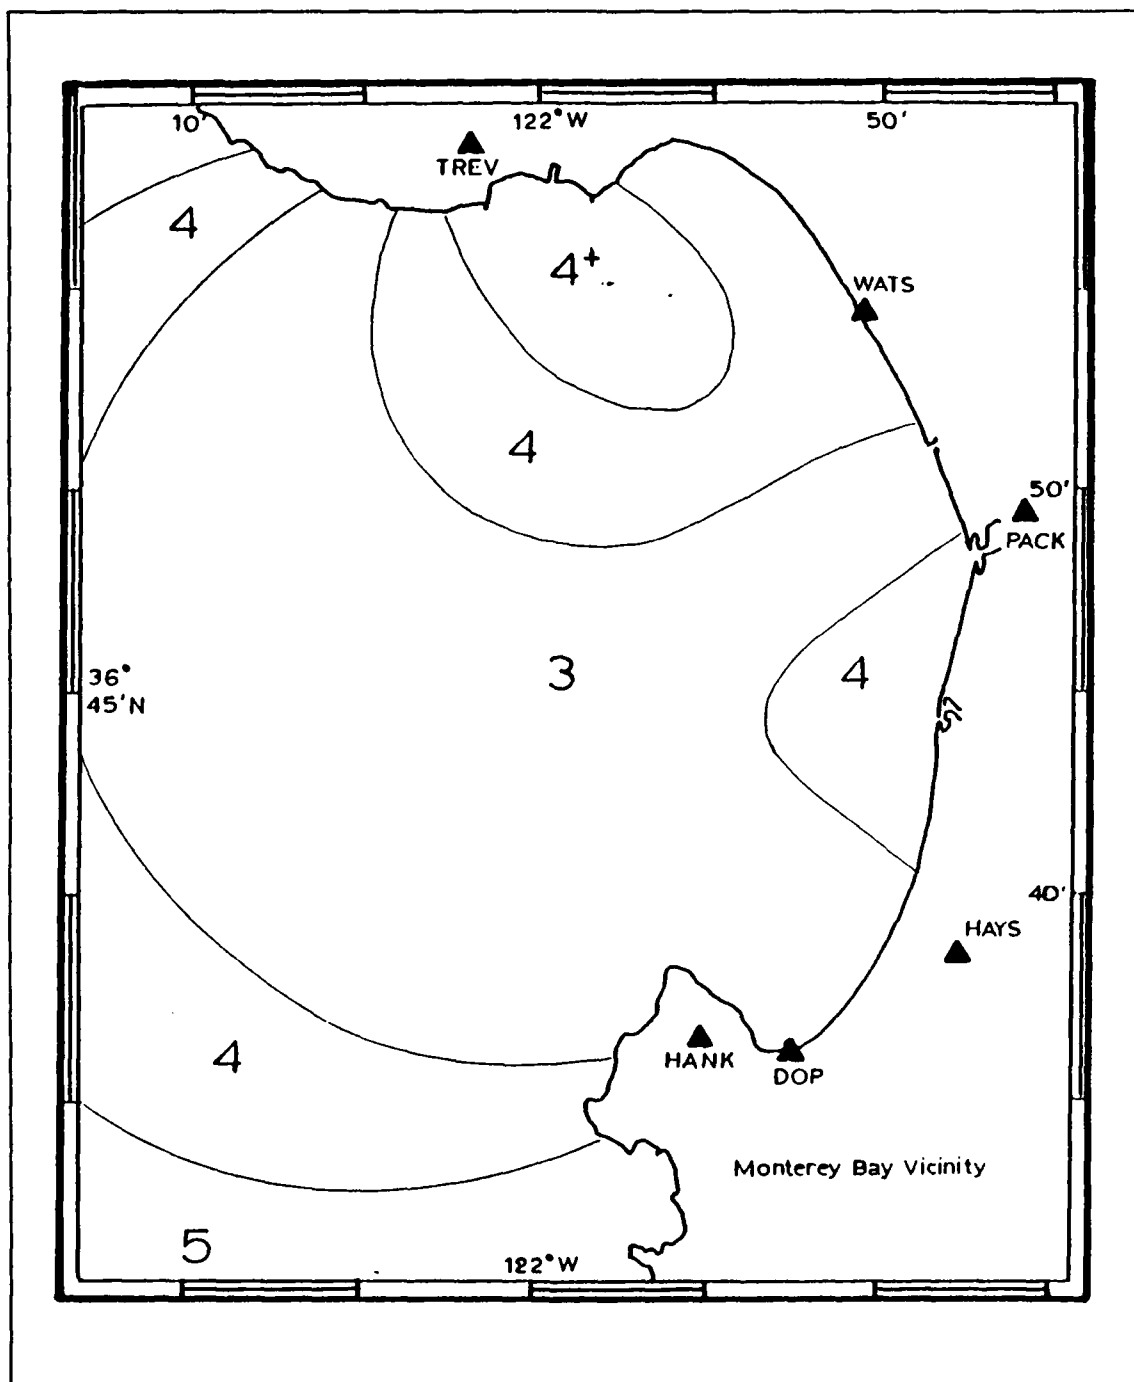 10'
122° W
50'
TREV
4
4+
WATS
4
50'
PACK
3
4
36°
45'N
40'
HAYS
4
HANK
DOP
Monterey Bay Vicinity
5
122° W